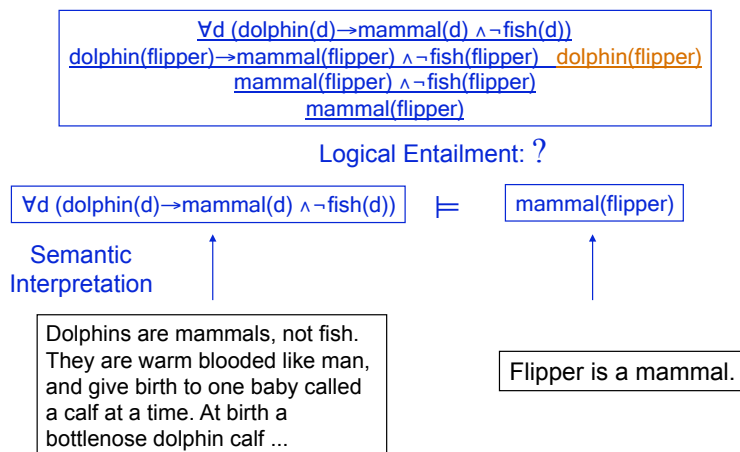 ∀d (dolphin(d)→mammal(d) ∧¬fish(d))
dolphin(flipper)→mammal(flipper) ∧¬fish(flipper) dolphin(flipper)
mammal(flipper) ∧¬fish(flipper)
mammal(flipper)
Logical Entailment: ?
∀d (dolphin(d)→mammal(d) ∧¬fish(d)) ⊨ mammal(flipper)
Semantic
Interpretation
Dolphins are mammals, not fish.
They are warm blooded like man,
and give birth to one baby called
a calf at a time. At birth a
bottlenose dolphin calf ...
Flipper is a mammal.